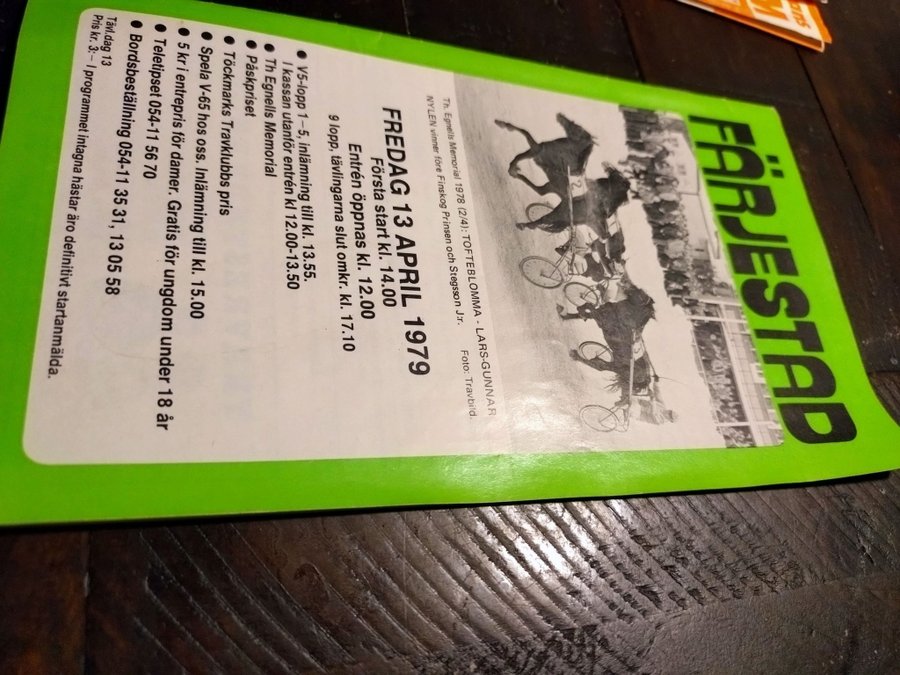 FÄRJESTAD
Th. Egnells Memorial 1978 (2/4): TOFTEBLOMMA - LARS-GUNNAR
NYLEN vinner före Finskog Prinsen och Stegsson J:r.
Foto: Travbild.
FREDAG 13 APRIL 1979
Första start kl. 14.00
Entrén öppnas kl. 12.00
9 lopp, tävlingarna slut omkr. kl. 17.10
● V5-lopp 1–5, inlämning till kl. 13.55.
I kassan utanför entrén kl 12.00-13.50
● Th Egnells Memorial
● Påskpriset
● Töckmarks Travklubbs pris
● Spela V-65 hos oss. Inlämning till kl. 15.00
● 5 kr i entrepris för damer. Gratis för ungdom under 18 år
● Teletipset 054-11 56 70
● Bordsbeställning 054-11 35 31, 13 05 58
Tävl.dag 13
Pris kr. 3:– I programmet intagna hästar äro definitivt startanmälda.